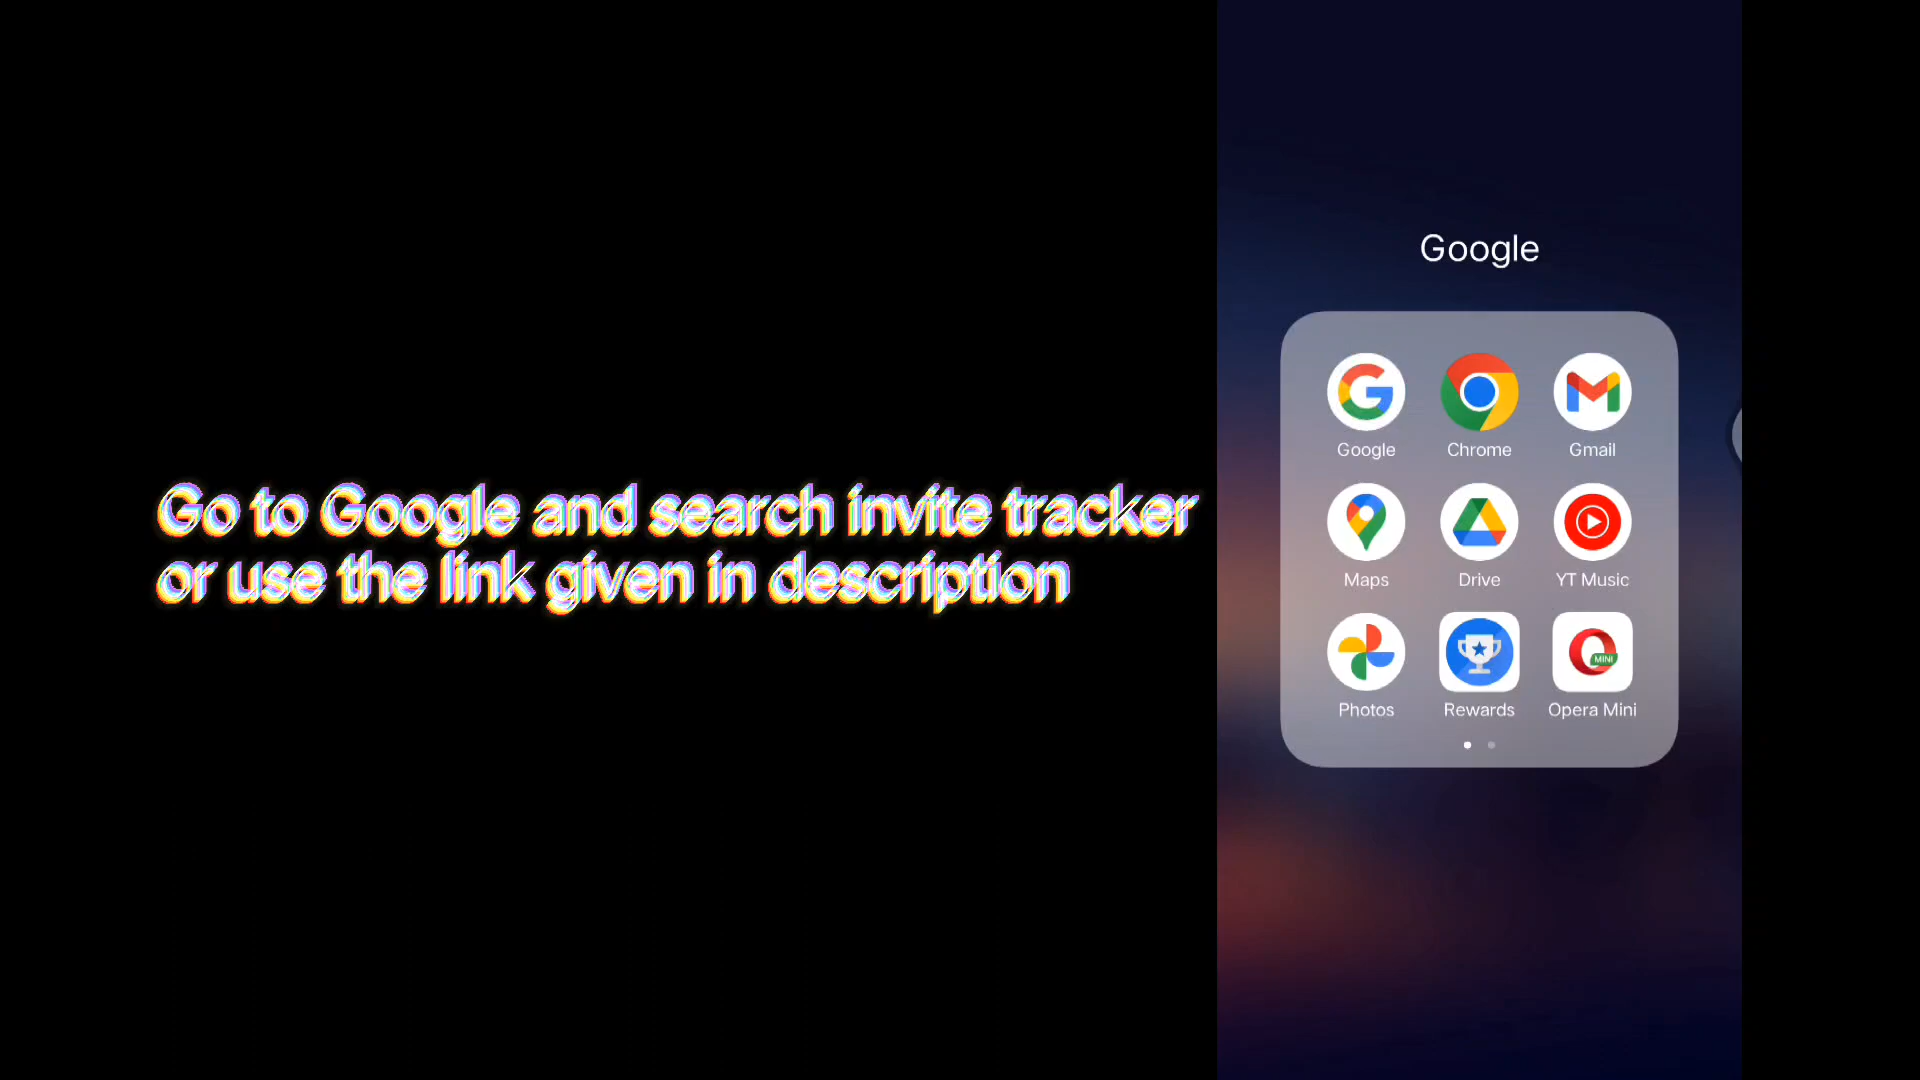 Go to Google and search invite tracker
or use the link given in description
Google
Google
Chrome
Gmail
Maps
Drive
YT Music
Photos
Rewards
MINI
Opera Mini